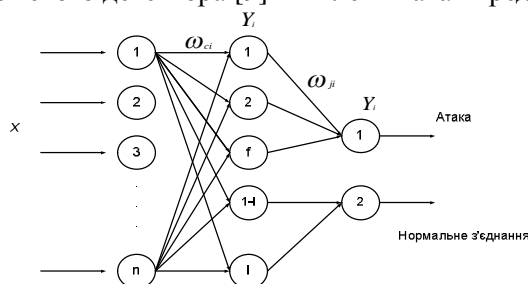 Yi
ωci
1 1
ωji
2 2
Yi
Атака
X
3 f 1
1-l 2
Нормальне з'єднання
n l